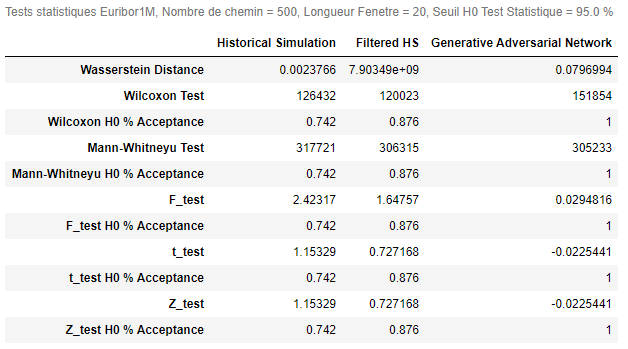 Tests statistiques Euribor1M, Nombre de chemin = 500, Longueur Fenetre = 20, Seuil H0 Test Statistique = 95.0 %
Historical Simulation Filtered HS Generative Adversarial Network
Wasserstein Distance 0.0023766 7.90349e+09 0.0796994
Wilcoxon Test 126432 120023 151854
Wilcoxon H0 % Acceptance 0.742 0.876 1
Mann-Whitneyu Test 317721 306315 305233
Mann-Whitneyu H0 % Acceptance 0.742 0.876 1
F_test 2.42317 1.64757 0.0294816
F_test H0 % Acceptance 0.742 0.876 1
t_test 1.15329 0.727168 -0.0225441
t_test H0 % Acceptance 0.742 0.876 1
Z_test 1.15329 0.727168 -0.0225441
Z_test H0 % Acceptance 0.742 0.876 1